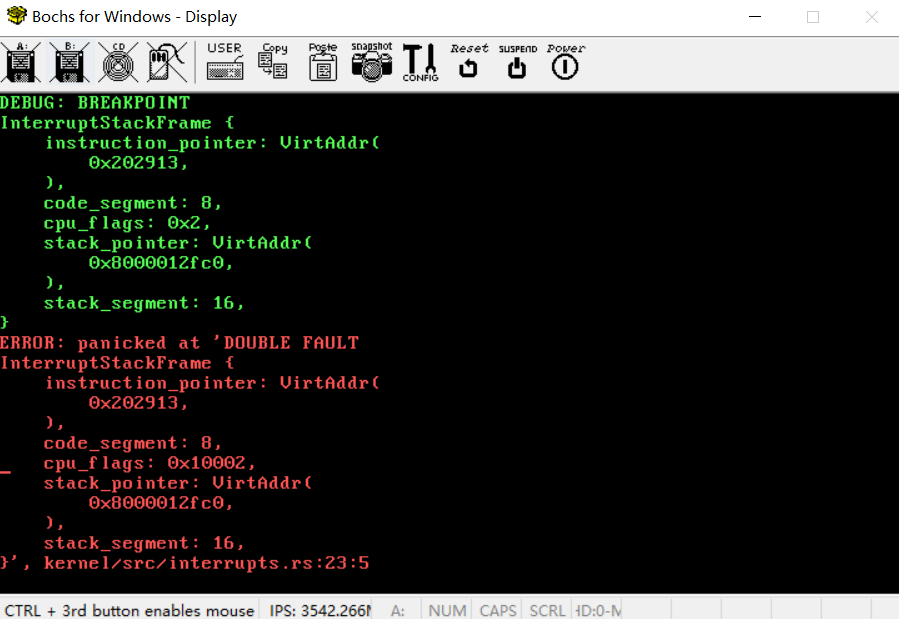 Bochs for Windows - Display
A: B: CD USER Copy Paste snapshot T CONFIG Reset SUSPEND Power
DEBUG: BREAKPOINT
InterruptStackFrame {
    instruction_pointer: VirtAddr(
        0x202913,
    ),
    code_segment: 8,
    cpu_flags: 0x2,
    stack_pointer: VirtAddr(
        0x8000012fc0,
    ),
    stack_segment: 16,
}
ERROR: panicked at 'DOUBLE FAULT
InterruptStackFrame {
    instruction_pointer: VirtAddr(
        0x202913,
    ),
    code_segment: 8,
    cpu_flags: 0x10002,
    stack_pointer: VirtAddr(
        0x8000012fc0,
    ),
    stack_segment: 16,
}', kernel/src/interrupts.rs:23:5
CTRL + 3rd button enables mouse IPS: 3542.266M A: NUM CAPS SCRL HD:0-M